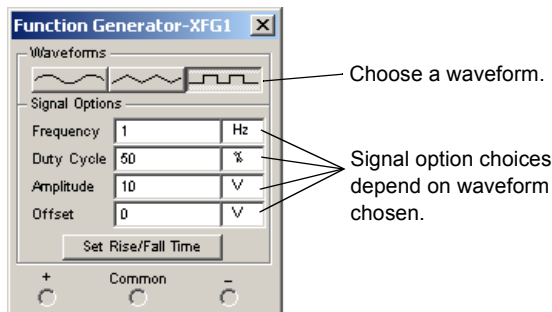 Function Generator-XFG1
Waveforms
Choose a waveform.
Signal Options
Frequency 1 Hz
Duty Cycle 50 %
Amplitude 10 V
Offset 0 V
Signal option choices
depend on waveform
chosen.
Set Rise/Fall Time
+ Common -